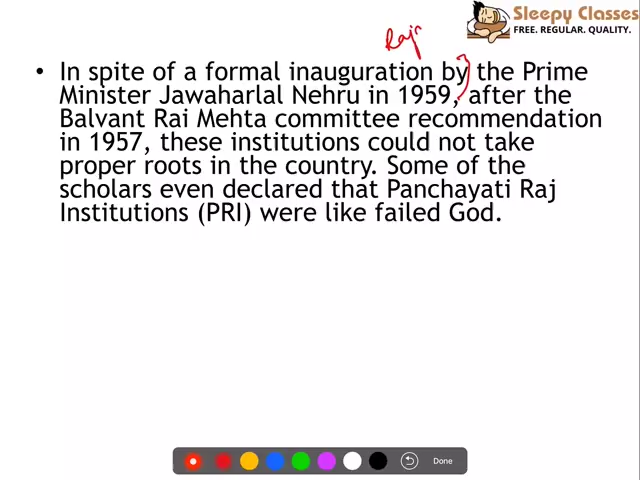 Sleepy Classes
FREE. REGULAR. QUALITY.
Raj
• In spite of a formal inauguration by the Prime
Minister Jawaharlal Nehru in 1959, after the
Balvant Rai Mehta committee recommendation
in 1957, these institutions could not take
proper roots in the country. Some of the
scholars even declared that Panchayati Raj
Institutions (PRI) were like failed God.
Done